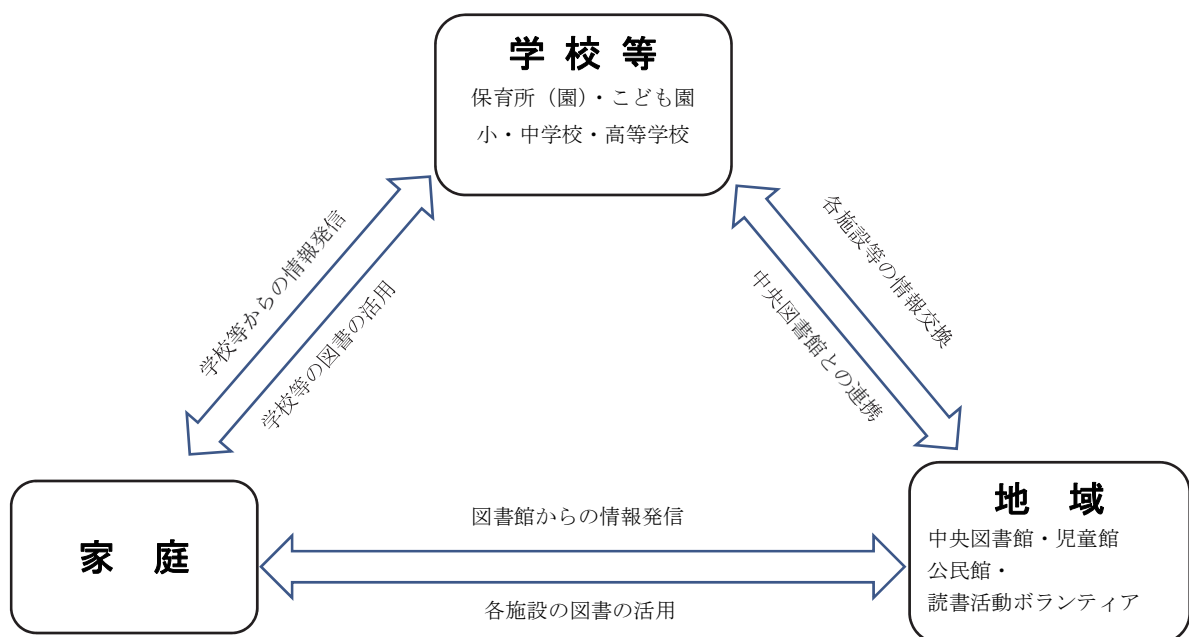 学 校 等
保育所（園）・こども園
小・中学校・高等学校
学校等からの情報発信
学校等の図書の活用
各施設等の情報交換
中央図書館との連携
家　庭
図書館からの情報発信
各施設の図書の活用
地　域
中央図書館・児童館
公民館・
読書活動ボランティア